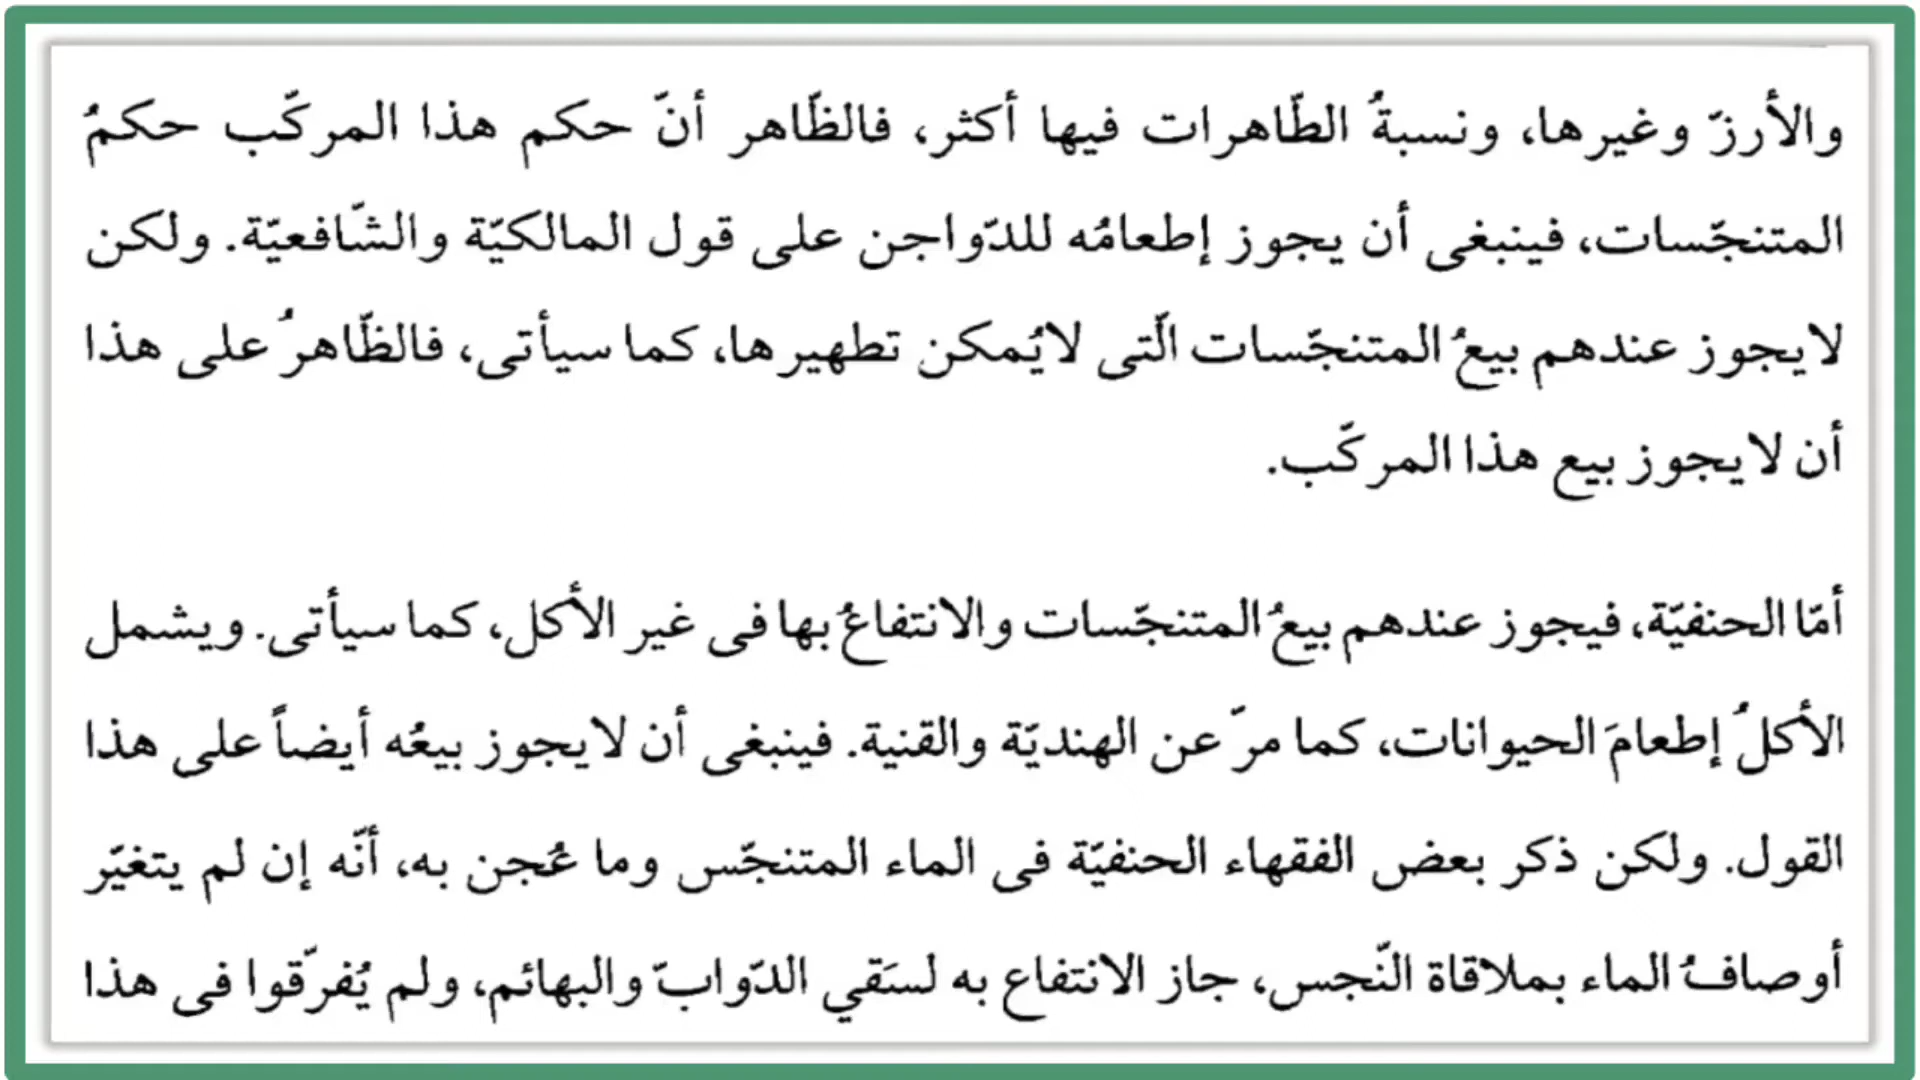 والأرزّ وغيرها، ونسبةُ الطّاهرات فيها أكثر، فالظّاهر أنّ حكم هذا المركّب حكمُ
المتنجّسات، فينبغى أن يجوز إطعامُه للدّواجن على قول المالكيّة والشّافعيّة. ولكن
لايجوز عندهم بيعُ المتنجّسات الّتى لايُمكن تطهيرها، كما سيأتى، فالظّاهرُ على هذا
أن لايجوز بيع هذا المركّب.
أمّا الحنفيّة، فيجوز عندهم بيعُ المتنجّسات والانتفاعُ بها فى غير الأكل، كما سيأتى. ويشمل
الأكلُ إطعامَ الحيوانات، كما مرّ عن الهنديّة والقنية. فينبغى أن لايجوز بيعُه أيضاً على هذا
القول. ولكن ذكر بعض الفقهاء الحنفيّة فى الماء المتنجّس وما عُجن به، أنّه إن لم يتغيّر
أوصافُ الماء بملاقاة النّجس، جاز الانتفاع به لسَقي الدّوابّ والبهائم، ولم يُفرّقوا فى هذا